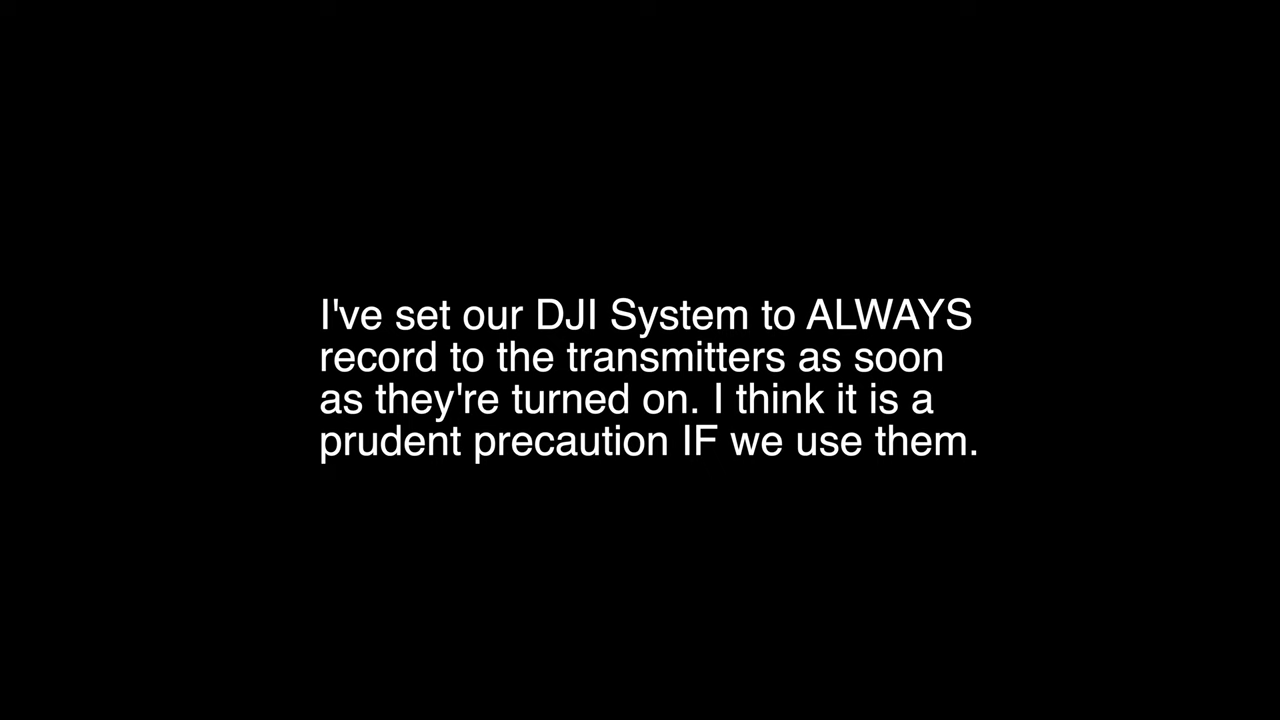 I've set our DJI System to ALWAYS
record to the transmitters as soon
as they're turned on. I think it is a
prudent precaution IF we use them.